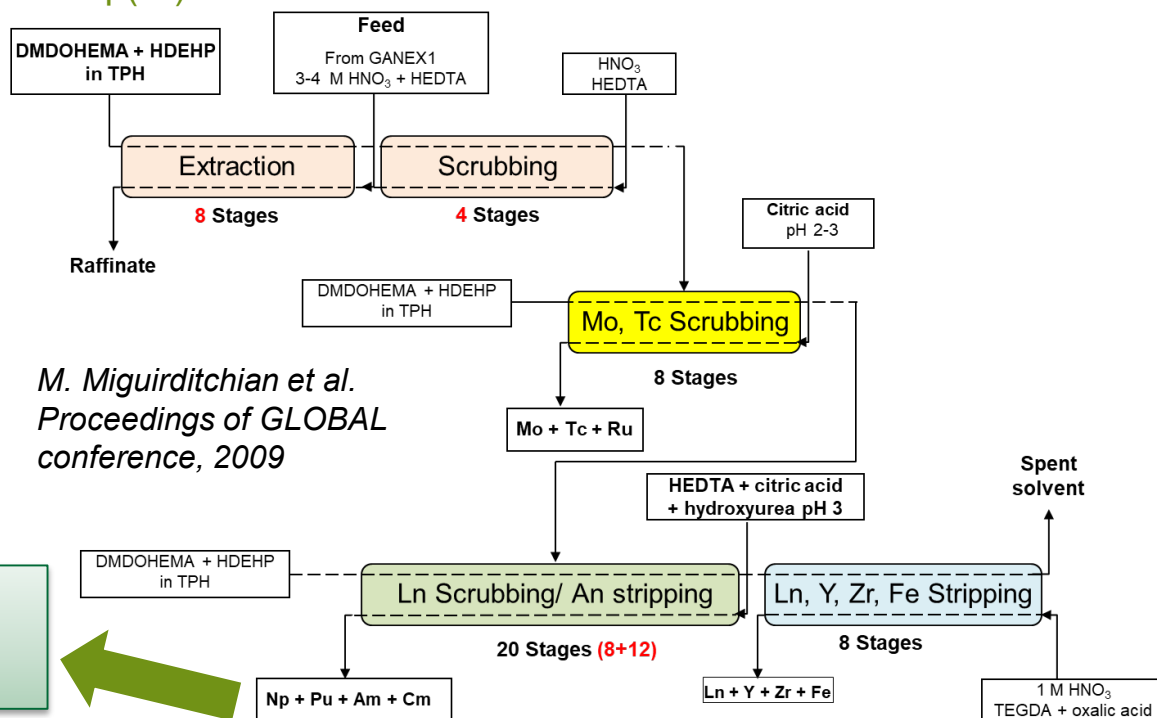 DMDOHEMA + HDEHP
in TPH
Feed
From GANEX1
3-4 M HNO₃ + HEDTA
HNO₃
HEDTA
Extraction
Scrubbing
8 Stages
4 Stages
Raffinate
Citric acid
pH 2-3
DMDOHEMA + HDEHP
in TPH
Mo, Tc Scrubbing
8 Stages
M. Miguirditchian et al.
Proceedings of GLOBAL
conference, 2009
Mo + Tc + Ru
HEDTA + citric acid
+ hydroxyurea pH 3
Spent
solvent
DMDOHEMA + HDEHP
in TPH
Ln Scrubbing/ An stripping
Ln, Y, Zr, Fe Stripping
20 Stages (8+12)
8 Stages
Np + Pu + Am + Cm
Ln + Y + Zr + Fe
1 M HNO₃
TEGDA + oxalic acid